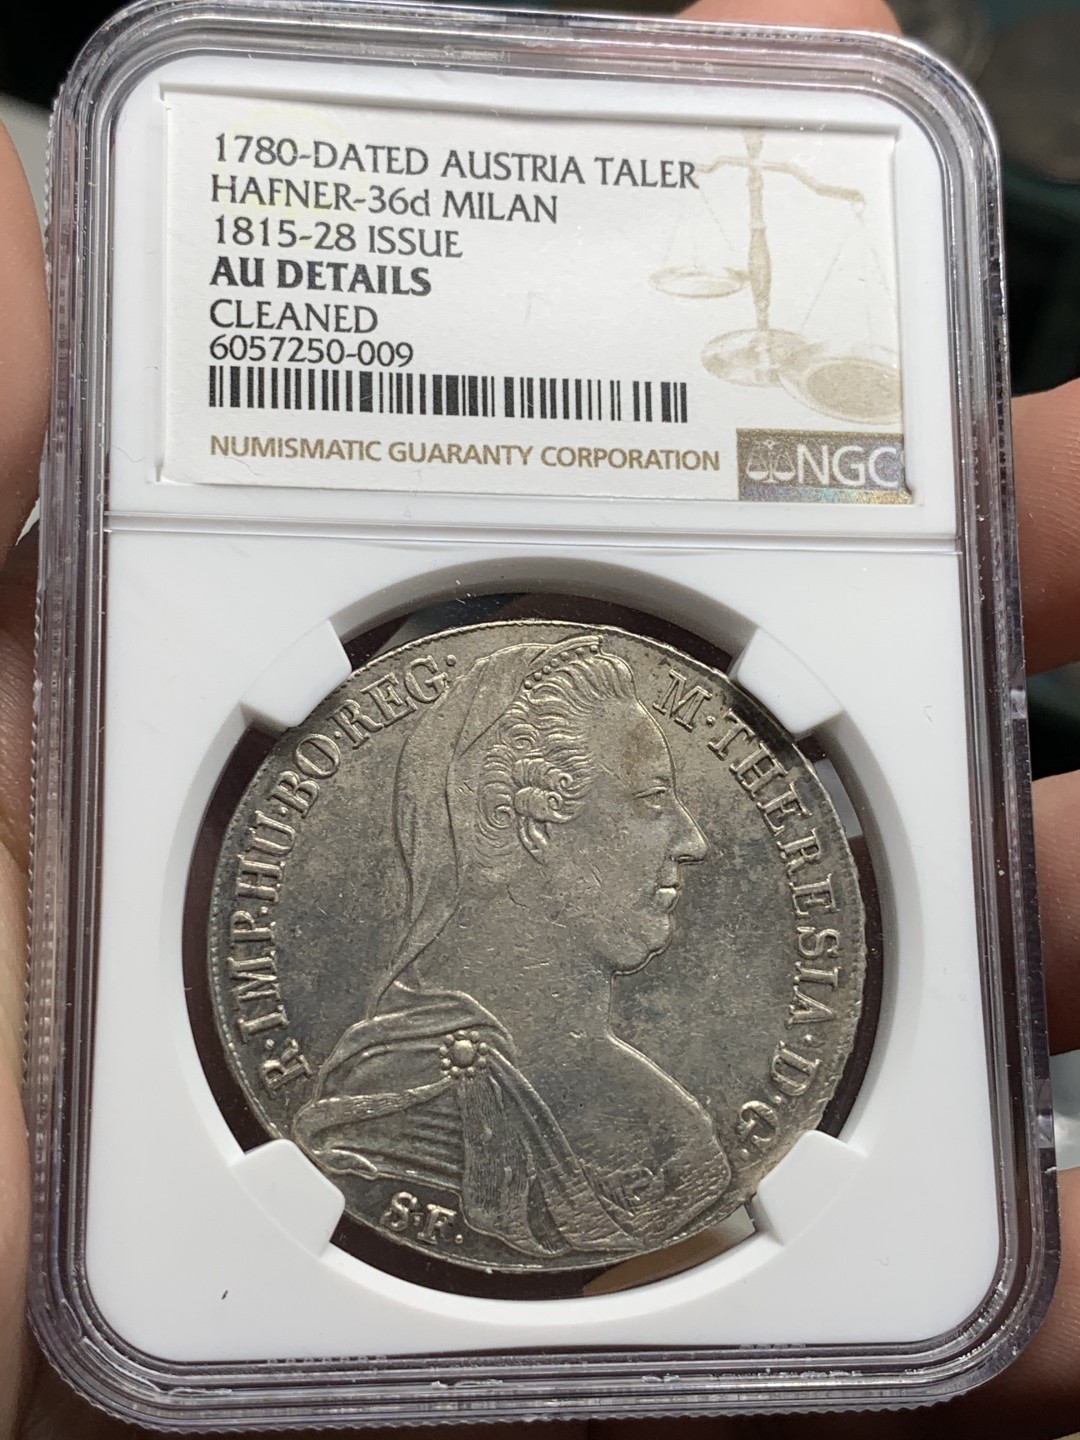 1780-DATED AUSTRIA TALER
HAFNER-36d MILAN
1815-28 ISSUE
AU DETAILS
CLEANED
6057250-009
NUMISMATIC GUARANTY CORPORATION
NGC
R·IMP·HU·BO·REG·
M·THERESIA·D·G·
S·F.